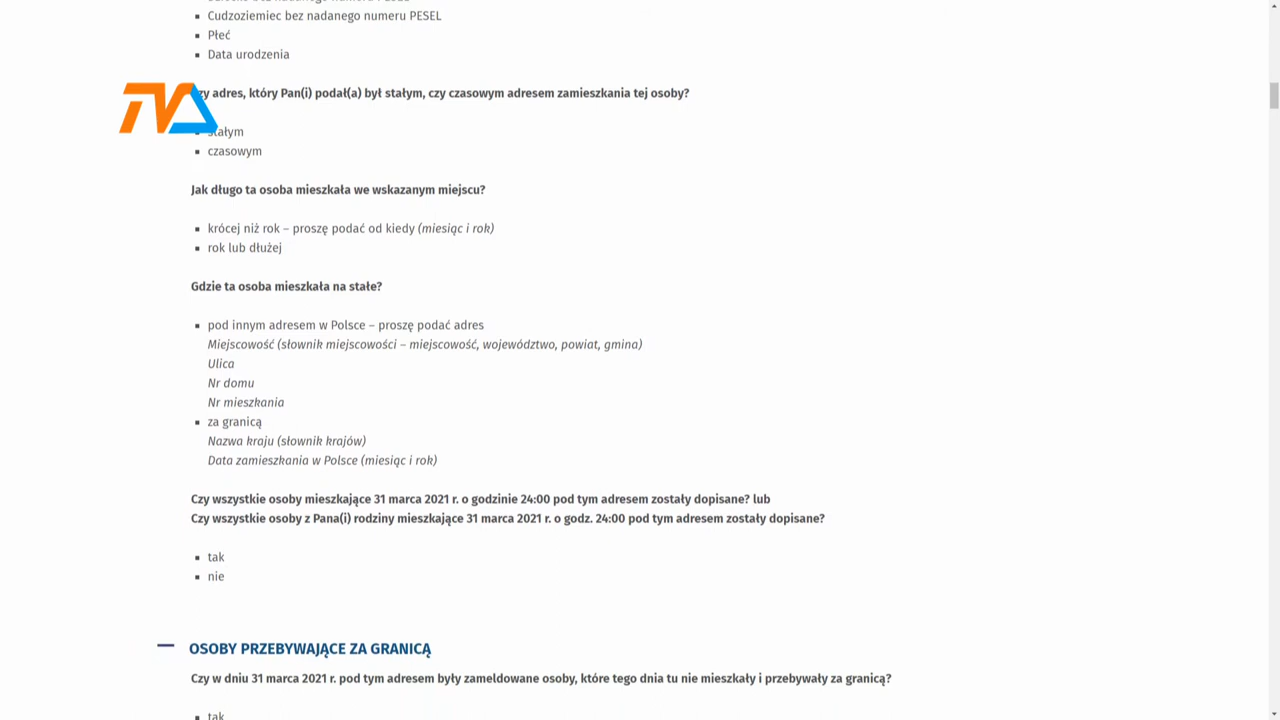 Cudzoziemiec bez nadanego numeru PESEL
Płeć
Data urodzenia
TVA
adres, który Pan(i) podał(a) był stałym, czy czasowym adresem zamieszkania tej osoby?
stałym
czasowym
Jak długo ta osoba mieszkała we wskazanym miejscu?
krócej niż rok – proszę podać od kiedy (miesiąc i rok)
rok lub dłużej
Gdzie ta osoba mieszkała na stałe?
pod innym adresem w Polsce – proszę podać adres
Miejscowość (słownik miejscowości – miejscowość, województwo, powiat, gmina)
Ulica
Nr domu
Nr mieszkania
za granicą
Nazwa kraju (słownik krajów)
Data zamieszkania w Polsce (miesiąc i rok)
Czy wszystkie osoby mieszkające 31 marca 2021 r. o godzinie 24:00 pod tym adresem zostały dopisane? lub
Czy wszystkie osoby z Pana(i) rodziny mieszkające 31 marca 2021 r. o godz. 24:00 pod tym adresem zostały dopisane?
tak
nie
OSOBY PRZEBYWAJĄCE ZA GRANICĄ
Czy w dniu 31 marca 2021 r. pod tym adresem były zameldowane osoby, które tego dnia tu nie mieszkały i przebywały za granicą?
tak